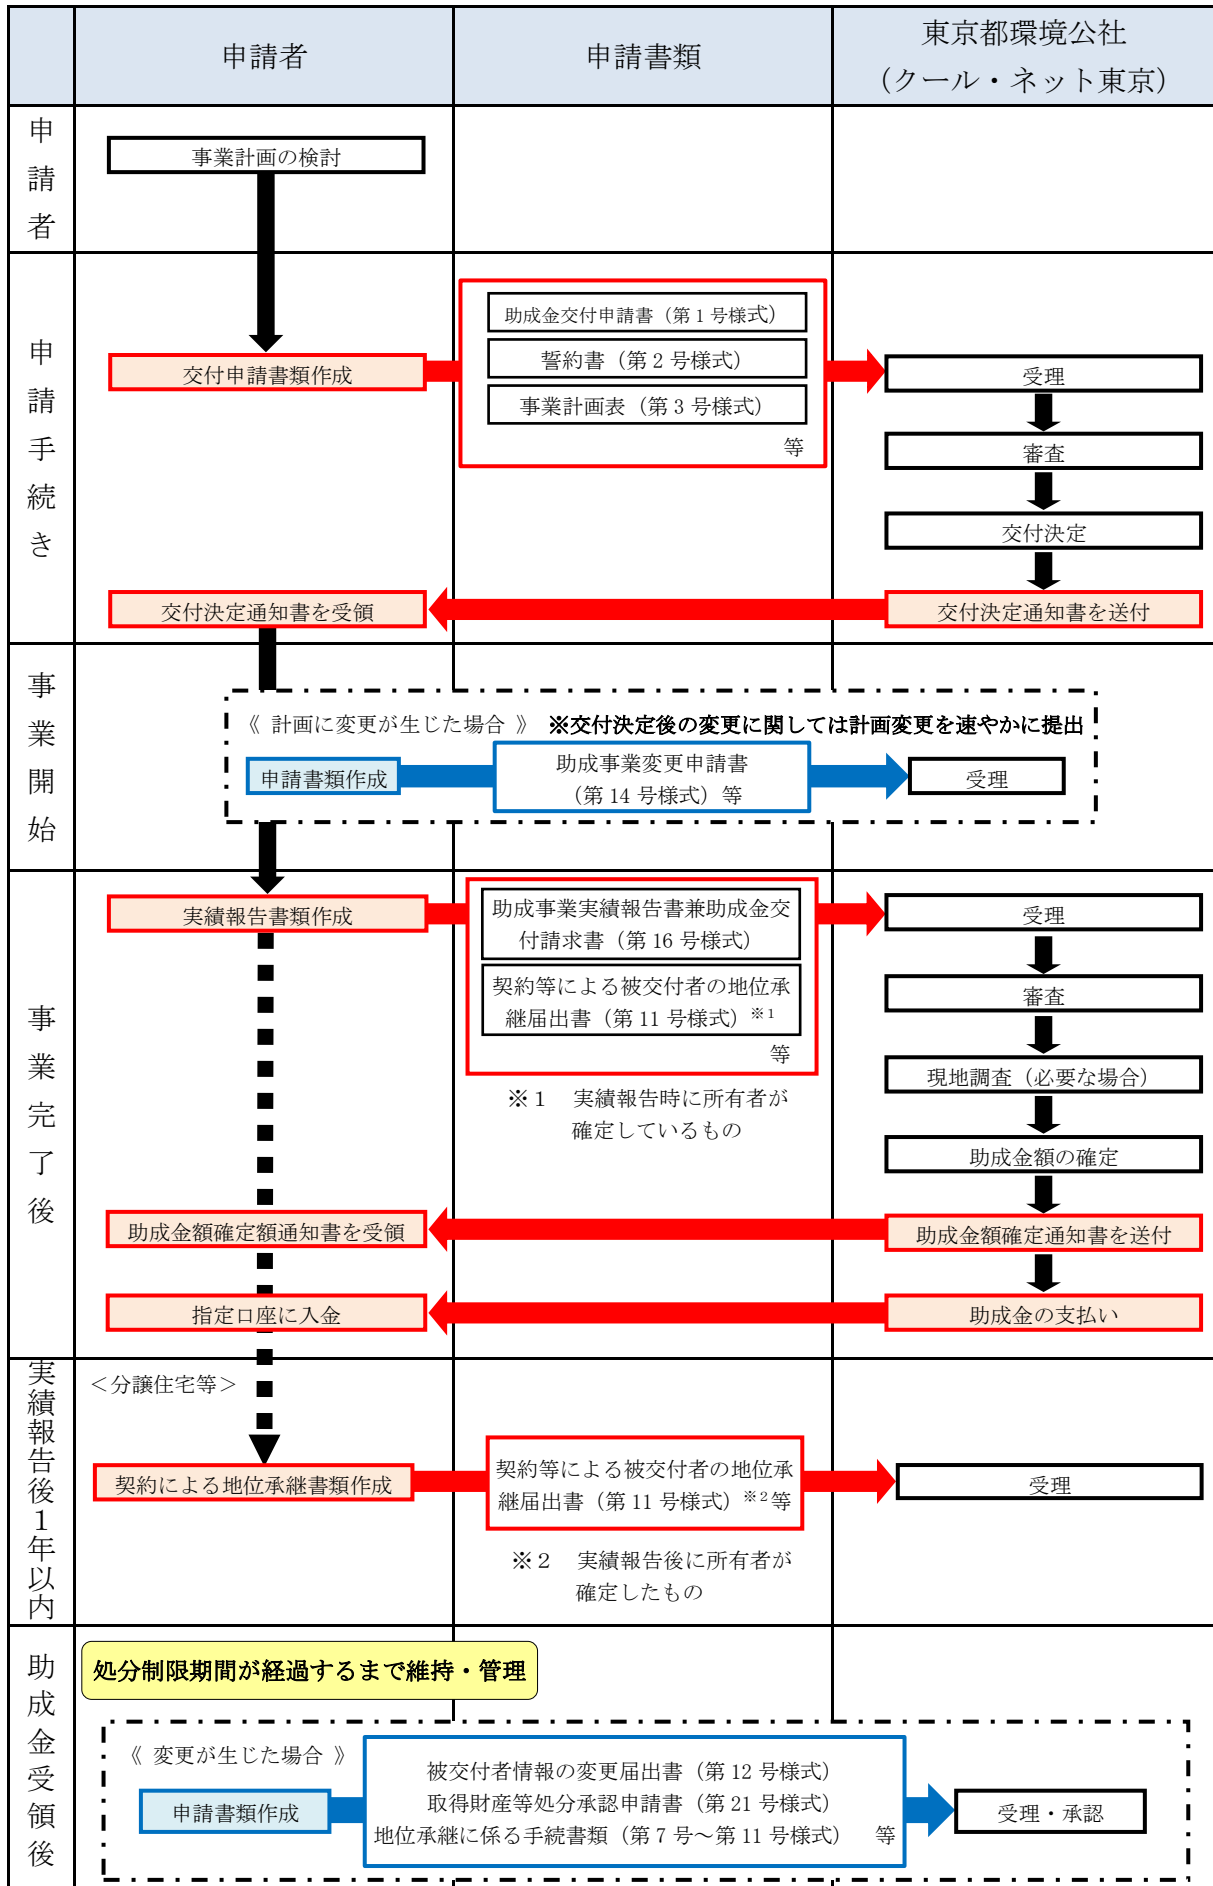 申請者
申請書類
東京都環境公社
(クール・ネット東京)
申請者
事業計画の検討
申請手続き
助成金交付申請書（第１号様式）
誓約書（第２号様式）
事業計画表（第３号様式）
等
交付申請書類作成
受理
審査
交付決定
交付決定通知書を受領
交付決定通知書を送付
事業開始
《 計画に変更が生じた場合 》 ※交付決定後の変更に関しては計画変更を速やかに提出
申請書類作成
助成事業変更申請書
（第 14 号様式）等
受理
事業完了後
実績報告書類作成
助成事業実績報告書兼助成金交
付請求書（第 16 号様式）
契約等による被交付者の地位承
継届出書（第 11 号様式）※1
等
※１　実績報告時に所有者が
確定しているもの
受理
審査
現地調査（必要な場合）
助成金額の確定
助成金額確定額通知書を受領
助成金額確定通知書を送付
指定口座に入金
助成金の支払い
実績報告後１年以内
＜分譲住宅等＞
契約による地位承継書類作成
契約等による被交付者の地位承
継届出書（第 11 号様式）※2等
受理
※２　実績報告後に所有者が
確定したもの
助成金受領後
処分制限期間が経過するまで維持・管理
《 変更が生じた場合 》
申請書類作成
被交付者情報の変更届出書（第 12 号様式）
取得財産等処分承認申請書（第 21 号様式）
地位承継に係る手続書類（第 7 号～第 11 号様式）　等
受理・承認